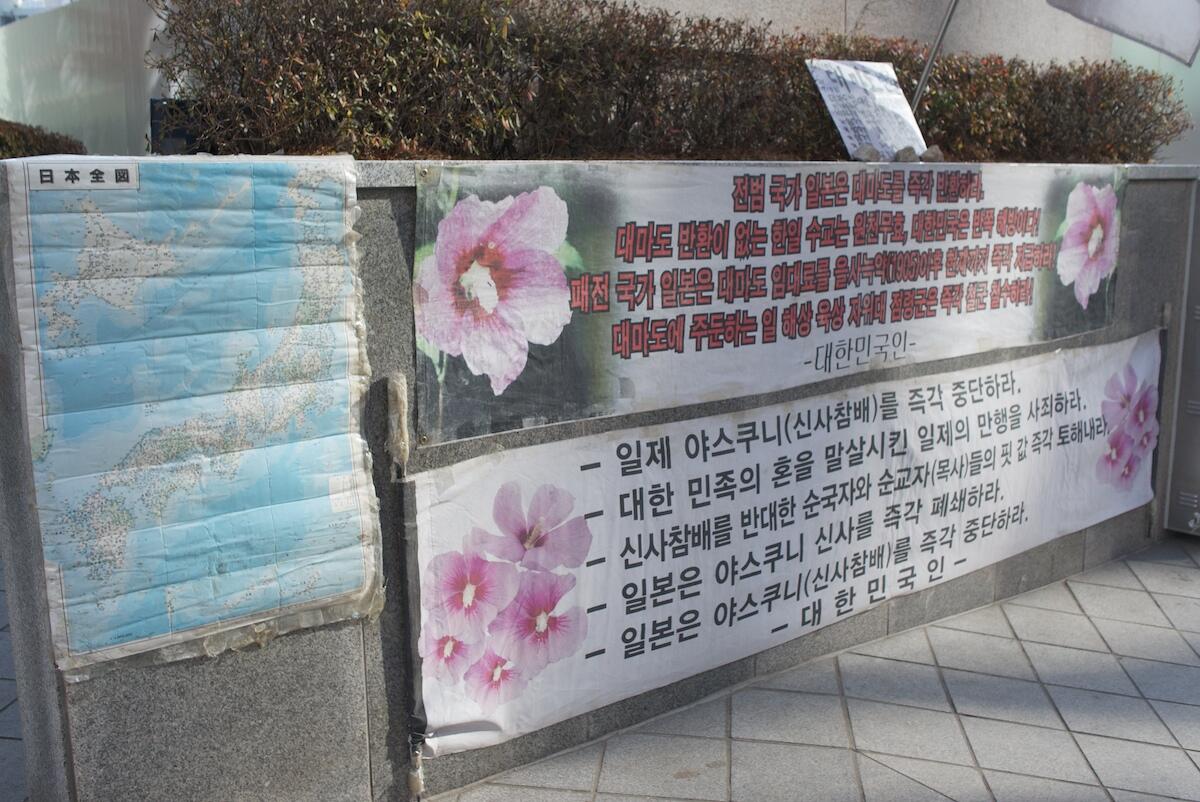 日本全図
전범 국가 일본은 대마도를 즉각 반환하라.
대마도 반환이 없는 한일 수교는 원천무효, 대한민국은 반쪽 해방이다!
패전 국가 일본은 대마도 임대료를 을사늑약(1905)이후 현재까지 즉각 지급하라!
대마도에 주둔하는 일 해상 육상 자위대 점령군은 즉각 철군 철수하라!
-대한민국인-
- 일제 야스쿠니(신사참배)를 즉각 중단하라.
- 대한 민족의 혼을 말살시킨 일제의 만행을 사죄하라.
- 신사참배를 반대한 순국자와 순교자(목사)들의 핏 값 즉각 토해내라.
- 일본은 야스쿠니 신사를 즉각 폐쇄하라.
- 일본은 야스쿠니(신사참배)를 즉각 중단하라.
- 대 한 민 국 인 -